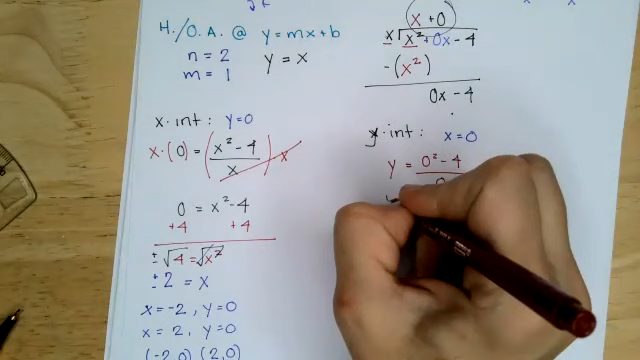 H./O.A. @ y=mx+b
n=2
m=1
y=x
x·int: y=0
x·(0)=(x²-4/x)x
0=x²-4
+4 +4
±√4=√x²
±2=x
x=-2, y=0
x=2, y=0
(-2,0) (2,0)
x+0
x x²+0x-4
-(x²)
0x-4
y·int: x=0
y=0²-4/0